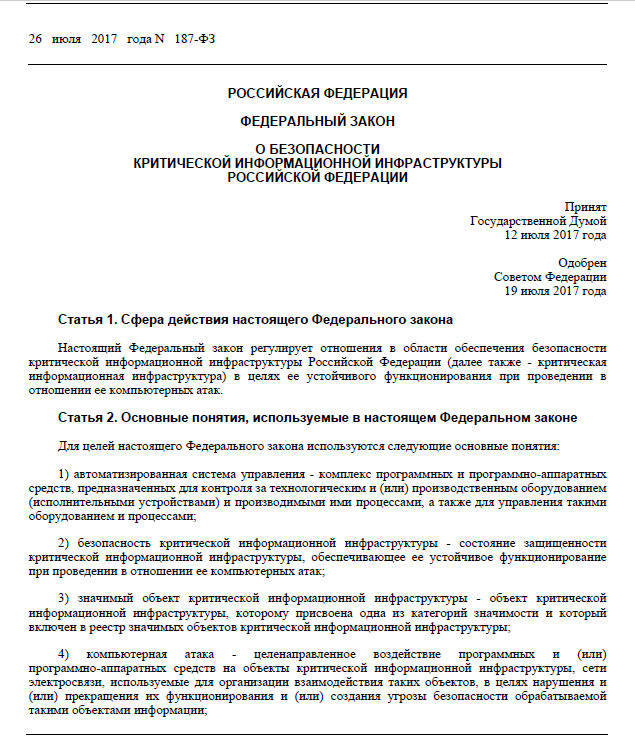 26 июля 2017 года N 187-ФЗ
РОССИЙСКАЯ ФЕДЕРАЦИЯ
ФЕДЕРАЛЬНЫЙ ЗАКОН
О БЕЗОПАСНОСТИ
КРИТИЧЕСКОЙ ИНФОРМАЦИОННОЙ ИНФРАСТРУКТУРЫ
РОССИЙСКОЙ ФЕДЕРАЦИИ
Принят
Государственной Думой
12 июля 2017 года
Одобрен
Советом Федерации
19 июля 2017 года
Статья 1. Сфера действия настоящего Федерального закона
Настоящий Федеральный закон регулирует отношения в области обеспечения безопасности
критической информационной инфраструктуры Российской Федерации (далее также - критическая
информационная инфраструктура) в целях ее устойчивого функционирования при проведении в
отношении ее компьютерных атак.
Статья 2. Основные понятия, используемые в настоящем Федеральном законе
Для целей настоящего Федерального закона используются следующие основные понятия:
1) автоматизированная система управления - комплекс программных и программно-аппаратных
средств, предназначенных для контроля за технологическим и (или) производственным оборудованием
(исполнительными устройствами) и производимыми ими процессами, а также для управления такими
оборудованием и процессами;
2) безопасность критической информационной инфраструктуры - состояние защищенности
критической информационной инфраструктуры, обеспечивающее ее устойчивое функционирование
при проведении в отношении ее компьютерных атак;
3) значимый объект критической информационной инфраструктуры - объект критической
информационной инфраструктуры, которому присвоена одна из категорий значимости и который
включен в реестр значимых объектов критической информационной инфраструктуры;
4) компьютерная атака - целенаправленное воздействие программных и (или)
программно-аппаратных средств на объекты критической информационной инфраструктуры, сети
электросвязи, используемые для организации взаимодействия таких объектов, в целях нарушения и
(или) прекращения их функционирования и (или) создания угрозы безопасности обрабатываемой
такими объектами информации;